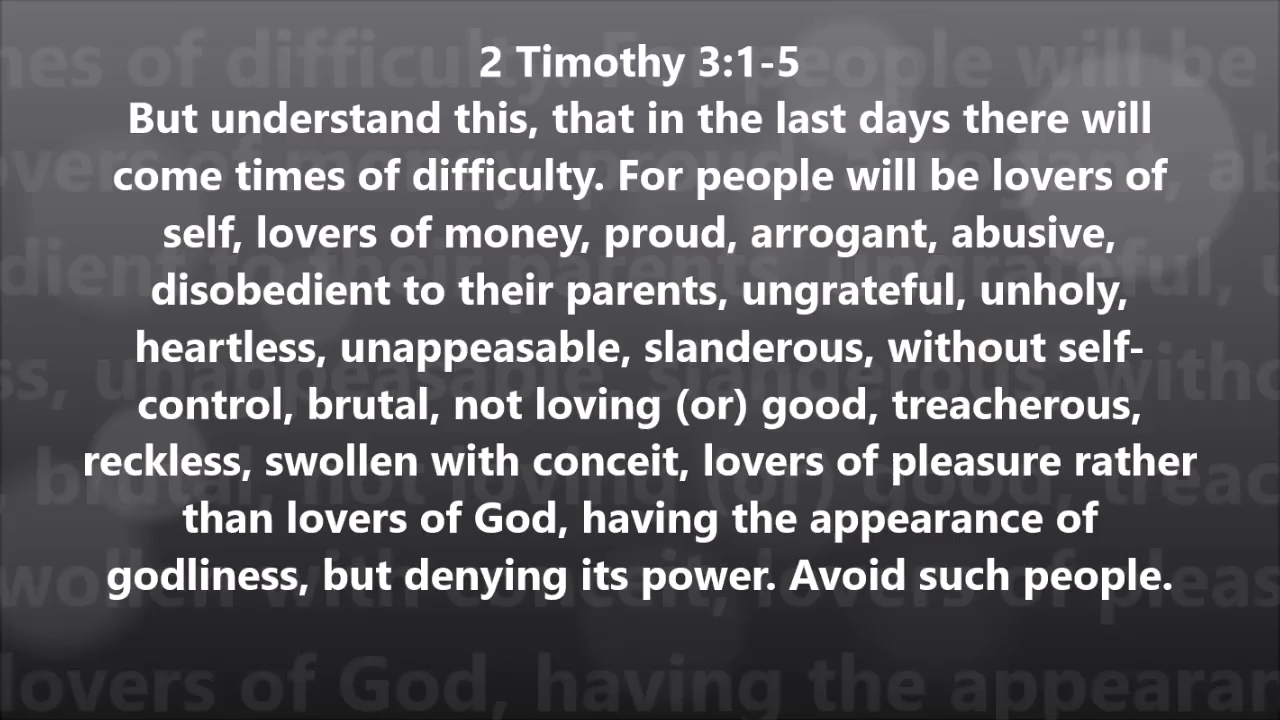 2 Timothy 3:1-5
But understand this, that in the last days there will
come times of difficulty. For people will be lovers of
self, lovers of money, proud, arrogant, abusive,
disobedient to their parents, ungrateful, unholy,
heartless, unappeasable, slanderous, without self-
control, brutal, not loving (or) good, treacherous,
reckless, swollen with conceit, lovers of pleasure rather
than lovers of God, having the appearance of
godliness, but denying its power. Avoid such people.